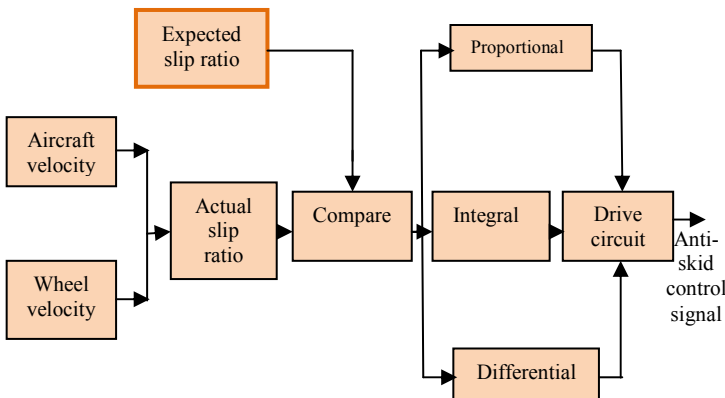 Expected
slip ratio
Proportional
Aircraft
velocity
Actual
slip
ratio
Compare
Integral
Drive
circuit
Anti-
skid
control
signal
Wheel
velocity
Differential